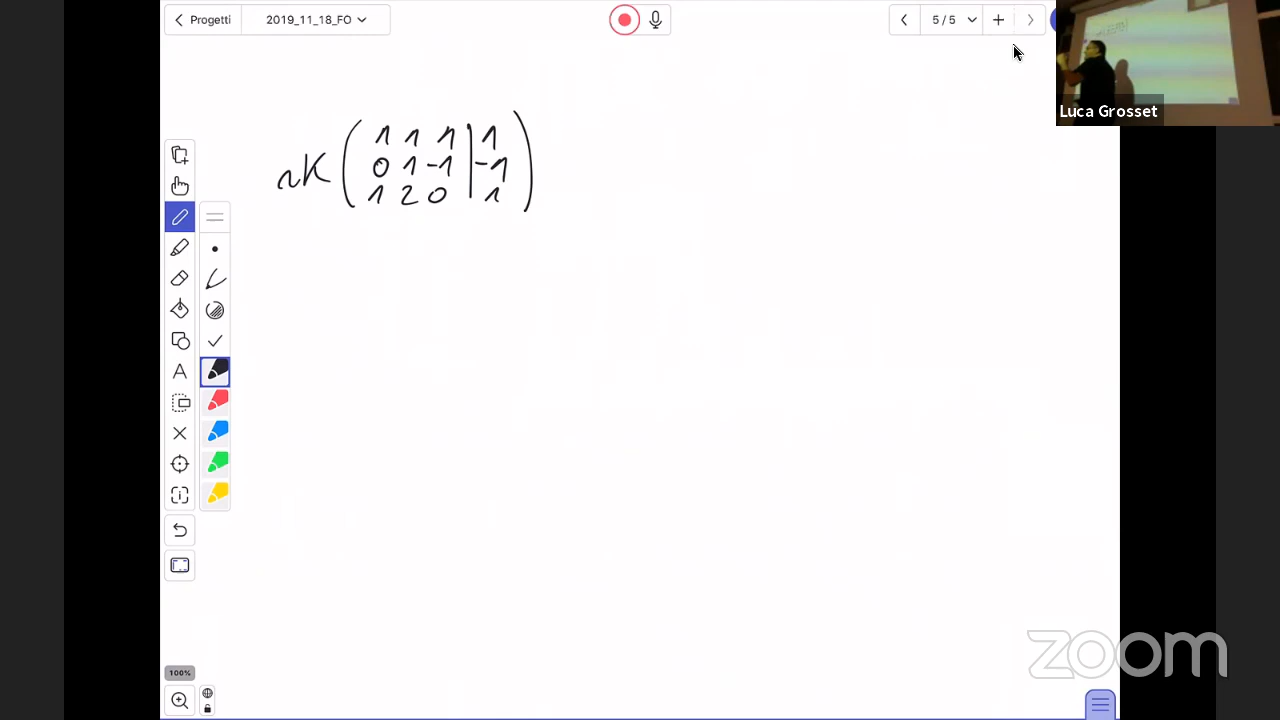 Progetti
2019_11_18_FO
5/5
Luca Grosset
rK ( 1 1 1 | 1
0 1 -1 | -1
1 2 0 | 1 )
A
100%
zoom